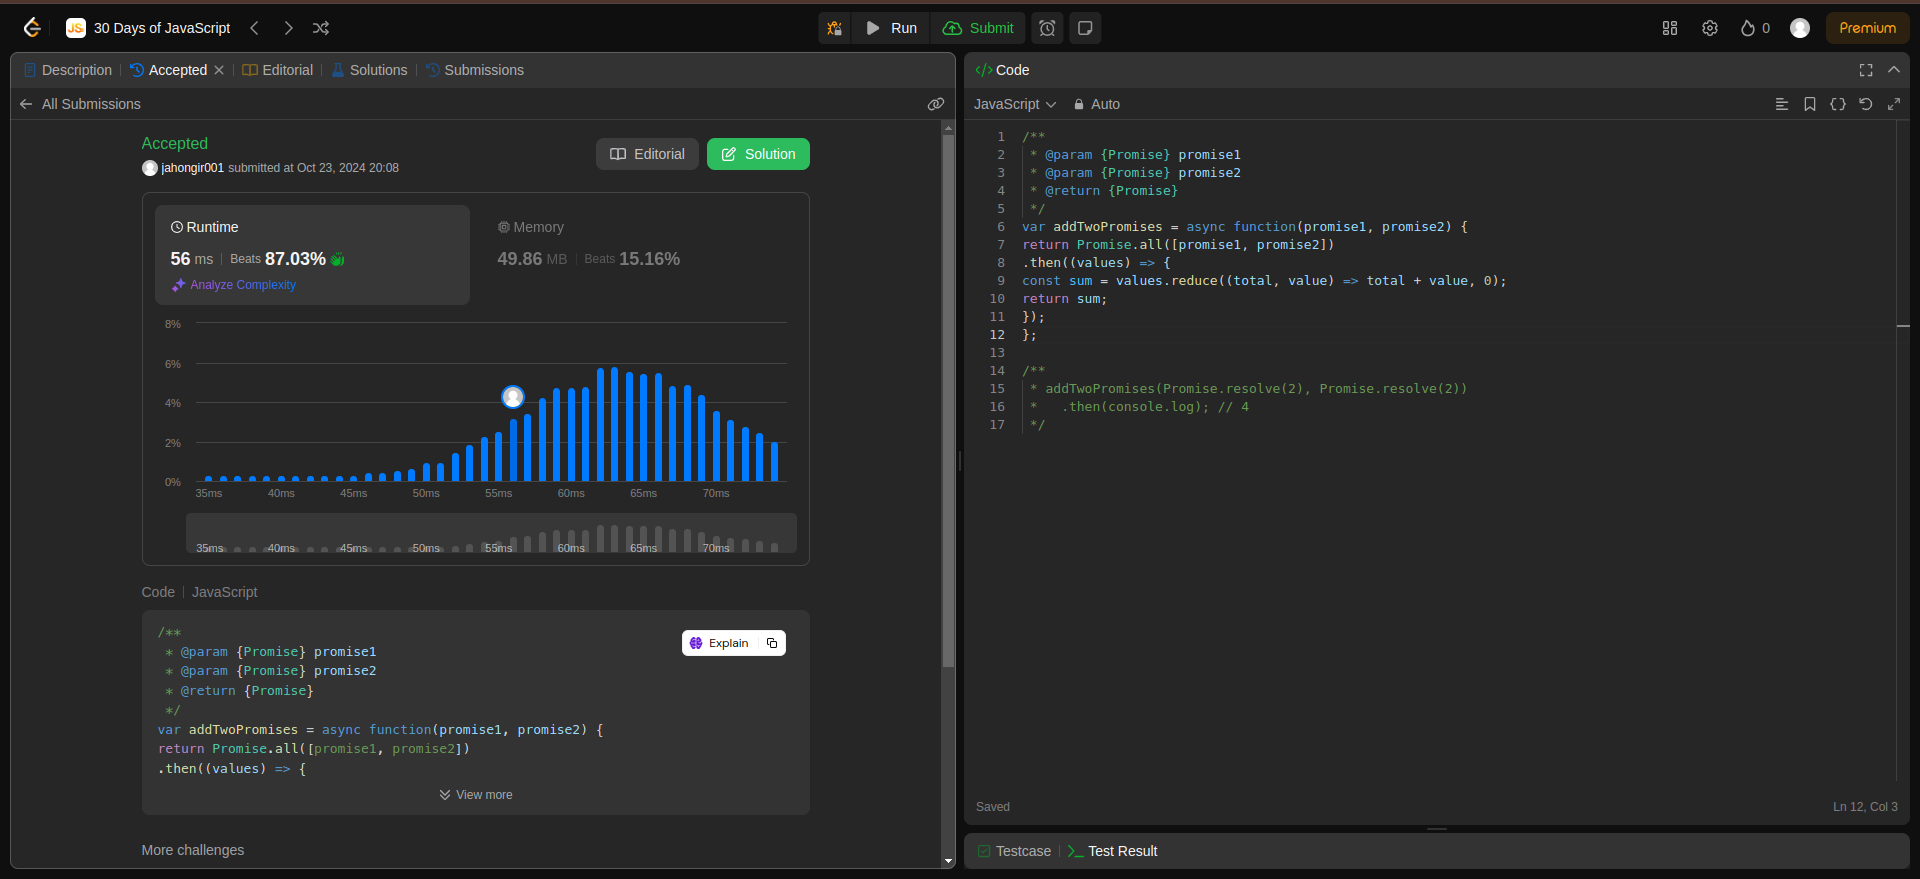 JS 30 Days of JavaScript
Run
Submit
0
Premium
Description
Accepted
Editorial
Solutions
Submissions
All Submissions
Accepted
jahongir001 submitted at Oct 23, 2024 20:08
Editorial
Solution
Runtime
56 ms | Beats 87.03%
Analyze Complexity
Memory
49.86 MB | Beats 15.16%
8%
6%
4%
2%
0%
35ms 40ms 45ms 50ms 55ms 60ms 65ms 70ms
35ms 40ms 45ms 50ms 55ms 60ms 65ms 70ms
Code | JavaScript
/**
 * @param {Promise} promise1
 * @param {Promise} promise2
 * @return {Promise}
 */
var addTwoPromises = async function(promise1, promise2) {
return Promise.all([promise1, promise2])
.then((values) => {
Explain
View more
More challenges
</> Code
JavaScript
Auto
1 /**
2  * @param {Promise} promise1
3  * @param {Promise} promise2
4  * @return {Promise}
5  */
6 var addTwoPromises = async function(promise1, promise2) {
7 return Promise.all([promise1, promise2])
8 .then((values) => {
9 const sum = values.reduce((total, value) => total + value, 0);
10 return sum;
11 });
12 };
13
14 /**
15  * addTwoPromises(Promise.resolve(2), Promise.resolve(2))
16  *   .then(console.log); // 4
17  */
Saved
Ln 12, Col 3
Testcase
Test Result